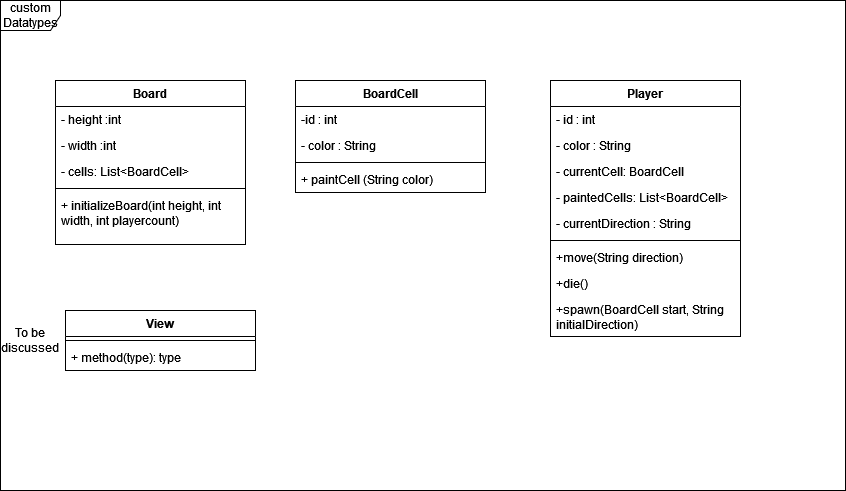 custom
Datatypes
Board
- height :int
- width :int
- cells: List<BoardCell>
+ initializeBoard(int height, int
width, int playercount)
BoardCell
-id : int
- color : String
+ paintCell (String color)
Player
- id : int
- color : String
- currentCell: BoardCell
- paintedCells: List<BoardCell>
- currentDirection : String
+move(String direction)
+die()
+spawn(BoardCell start, String
initialDirection)
To be
discussed
View
+ method(type): type